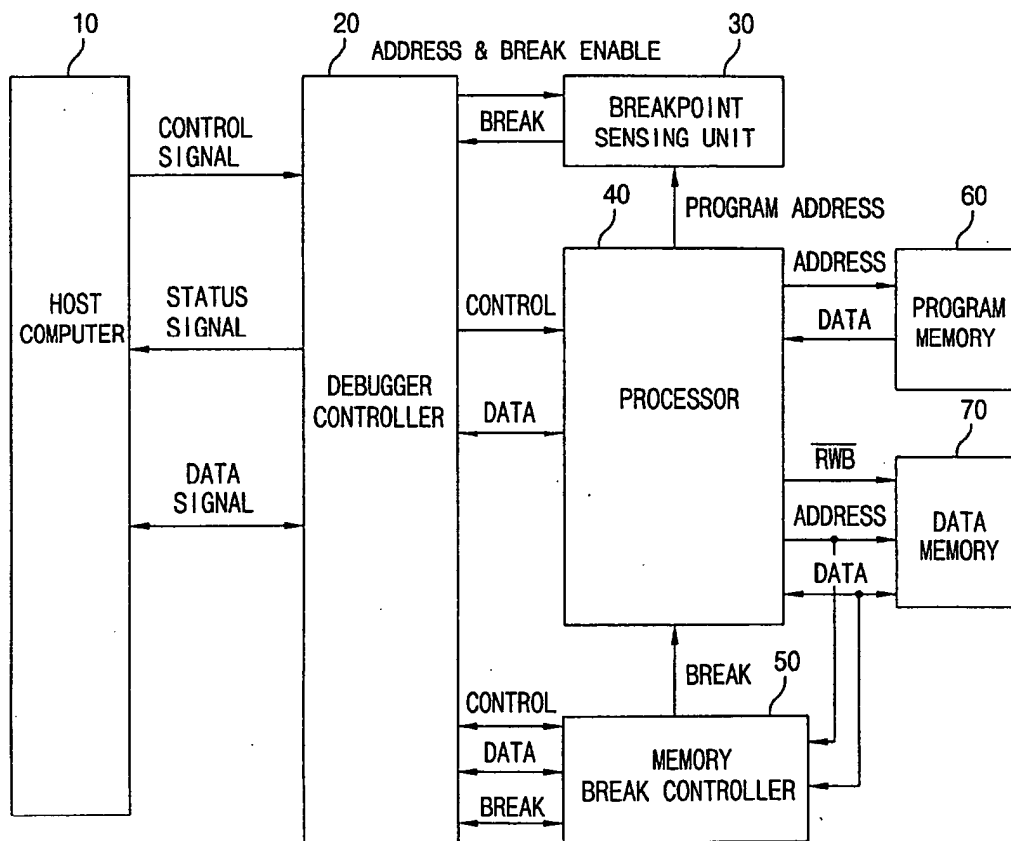 10
20
ADDRESS & BREAK ENABLE
30
BREAK
BREAKPOINT
SENSING UNIT
CONTROL
SIGNAL
40
PROGRAM ADDRESS
60
ADDRESS
HOST
COMPUTER
STATUS
SIGNAL
CONTROL
DATA
PROGRAM
MEMORY
DEBUGGER
CONTROLLER
PROCESSOR
DATA
70
RWB
DATA
SIGNAL
ADDRESS
DATA
MEMORY
DATA
BREAK
50
CONTROL
DATA
BREAK
MEMORY
BREAK CONTROLLER